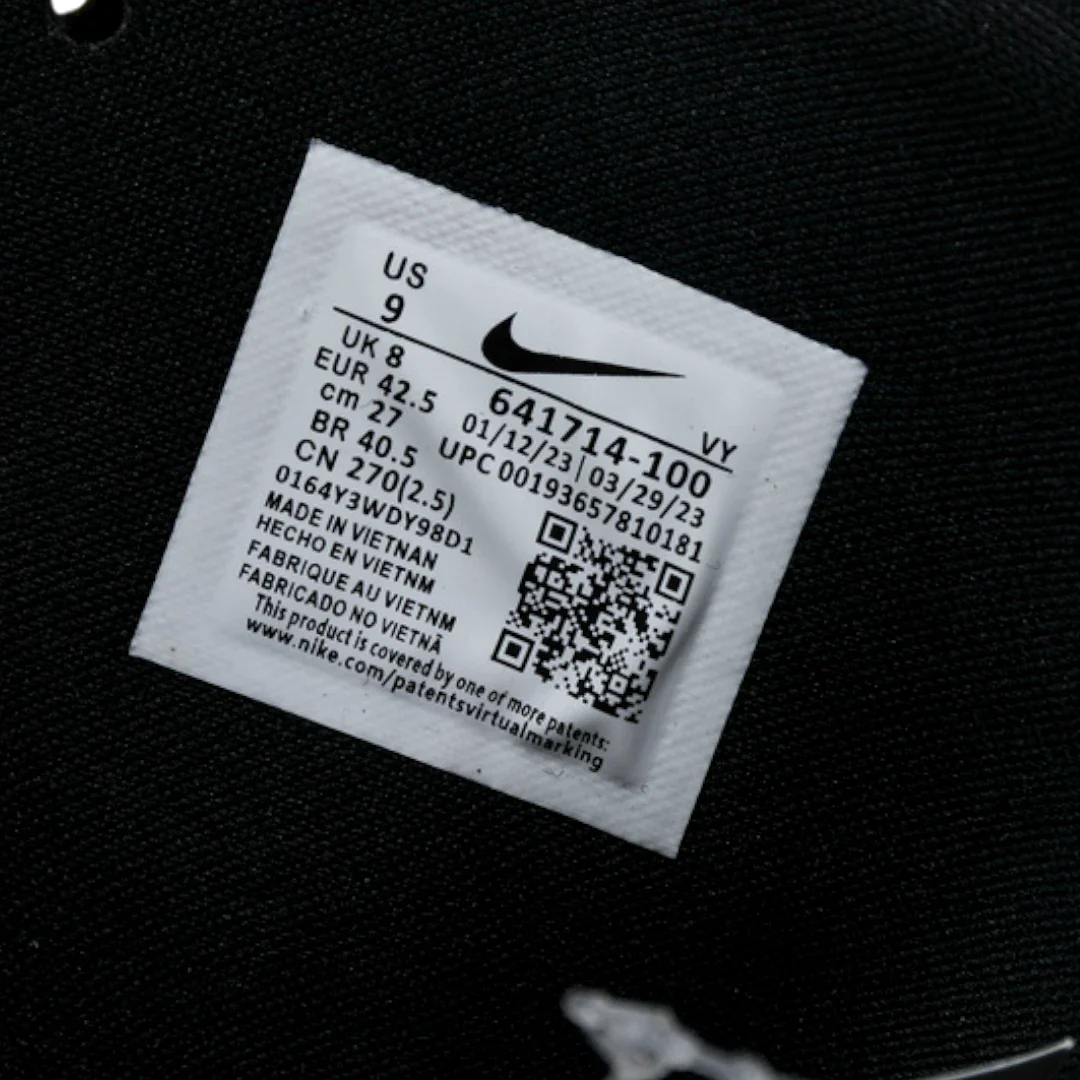 US
9
VY
UK 8
EUR 42.5
cm 27
BR 40.5
CN 270(2.5)
641714-100
01/12/23 | 03/29/23
UPC 00193657810181
0164Y3WDY98D1
MADE IN VIETNAN
HECHO EN VIETNM
FABRIQUE AU VIETNM
FABRICADO NO VIETNÃ
This product is covered by one of more patents:
www.nike.com/patentsvirtualmarking